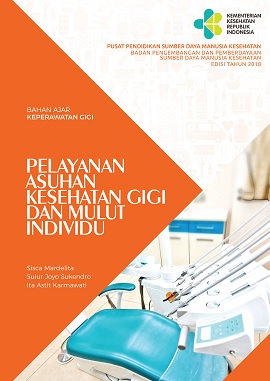 KEMENTERIAN
KESEHATAN
REPUBLIK
INDONESIA
PUSAT PENDIDIKAN SUMBER DAYA MANUSIA KESEHATAN
BADAN PENGEMBANGAN DAN PEMBERDAYAAN
SUMBER DAYA MANUSIA KESEHATAN
EDISI TAHUN 2018
BAHAN AJAR
KEPERAWATAN GIGI
PELAYANAN
ASUHAN
KESEHATAN GIGI
DAN MULUT
INDIVIDU
Sisca Mardelita
Sulur Joyo Sukendro
Ita Astit Karmawati